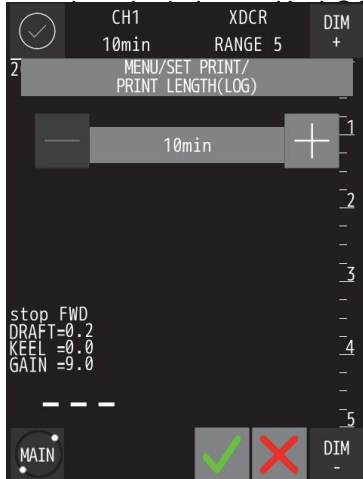 CH1 XDCR DIM
10min RANGE 5 +
2
MENU/SET PRINT/
PRINT LENGTH(LOG)
1
— 10min +
2
3
stop FWD
DRAFT=0.2
KEEL =0.0
4
GAIN =9.0
– – –
5
MAIN DIM
-